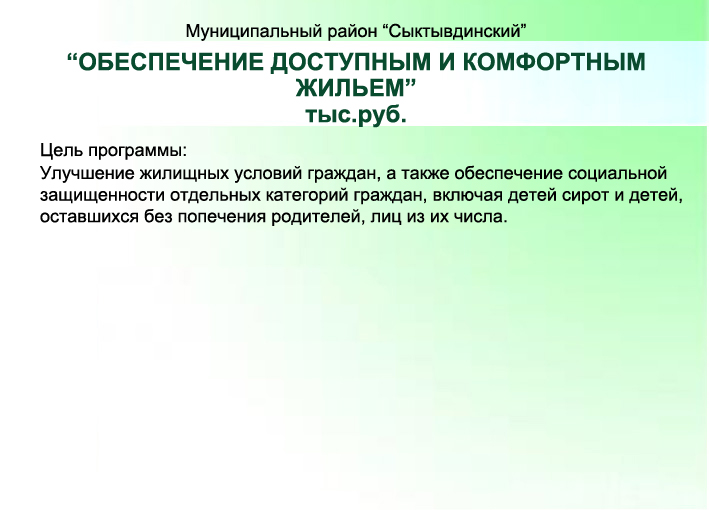 Муниципальный район “Сыктывдинский”
“ОБЕСПЕЧЕНИЕ ДОСТУПНЫМ И КОМФОРТНЫМ
ЖИЛЬЕМ”
тыс.руб.
Цель программы:
Улучшение жилищных условий граждан, а также обеспечение социальной
защищенности отдельных категорий граждан, включая детей сирот и детей,
оставшихся без попечения родителей, лиц из их числа.